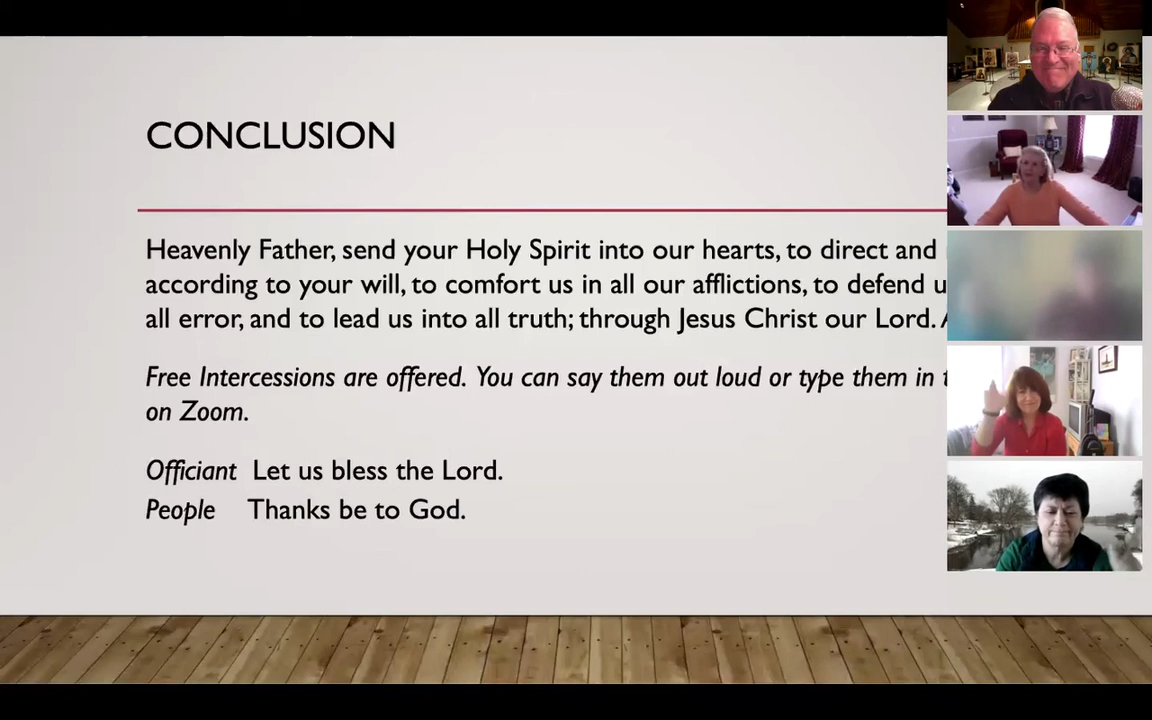 CONCLUSION
Heavenly Father, send your Holy Spirit into our hearts, to direct and
according to your will, to comfort us in all our afflictions, to defend u
all error, and to lead us into all truth; through Jesus Christ our Lord. A
Free Intercessions are offered. You can say them out loud or type them in t
on Zoom.
Officiant Let us bless the Lord.
People Thanks be to God.